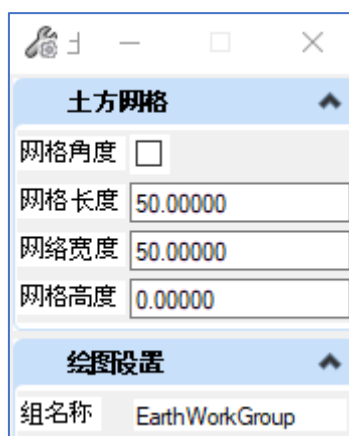 土方网格
网格角度
网格长度 50.00000
网络宽度 50.00000
网格高度 0.00000
绘图设置
组名称 EarthWorkGroup